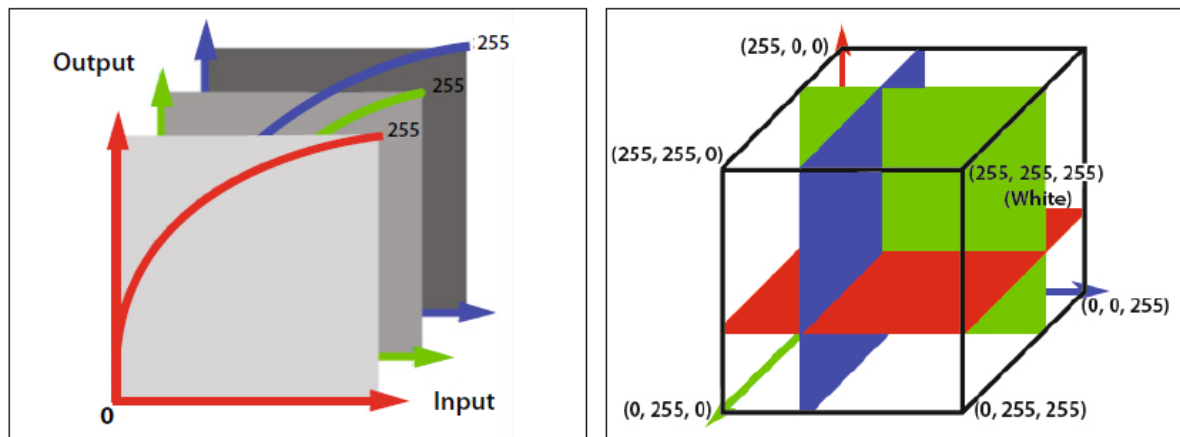 Output
255
255
255
0
Input
(255, 0, 0)
(255, 255, 0)
(255, 255, 255)
(White)
(0, 0, 255)
(0, 255, 0)
(0, 255, 255)